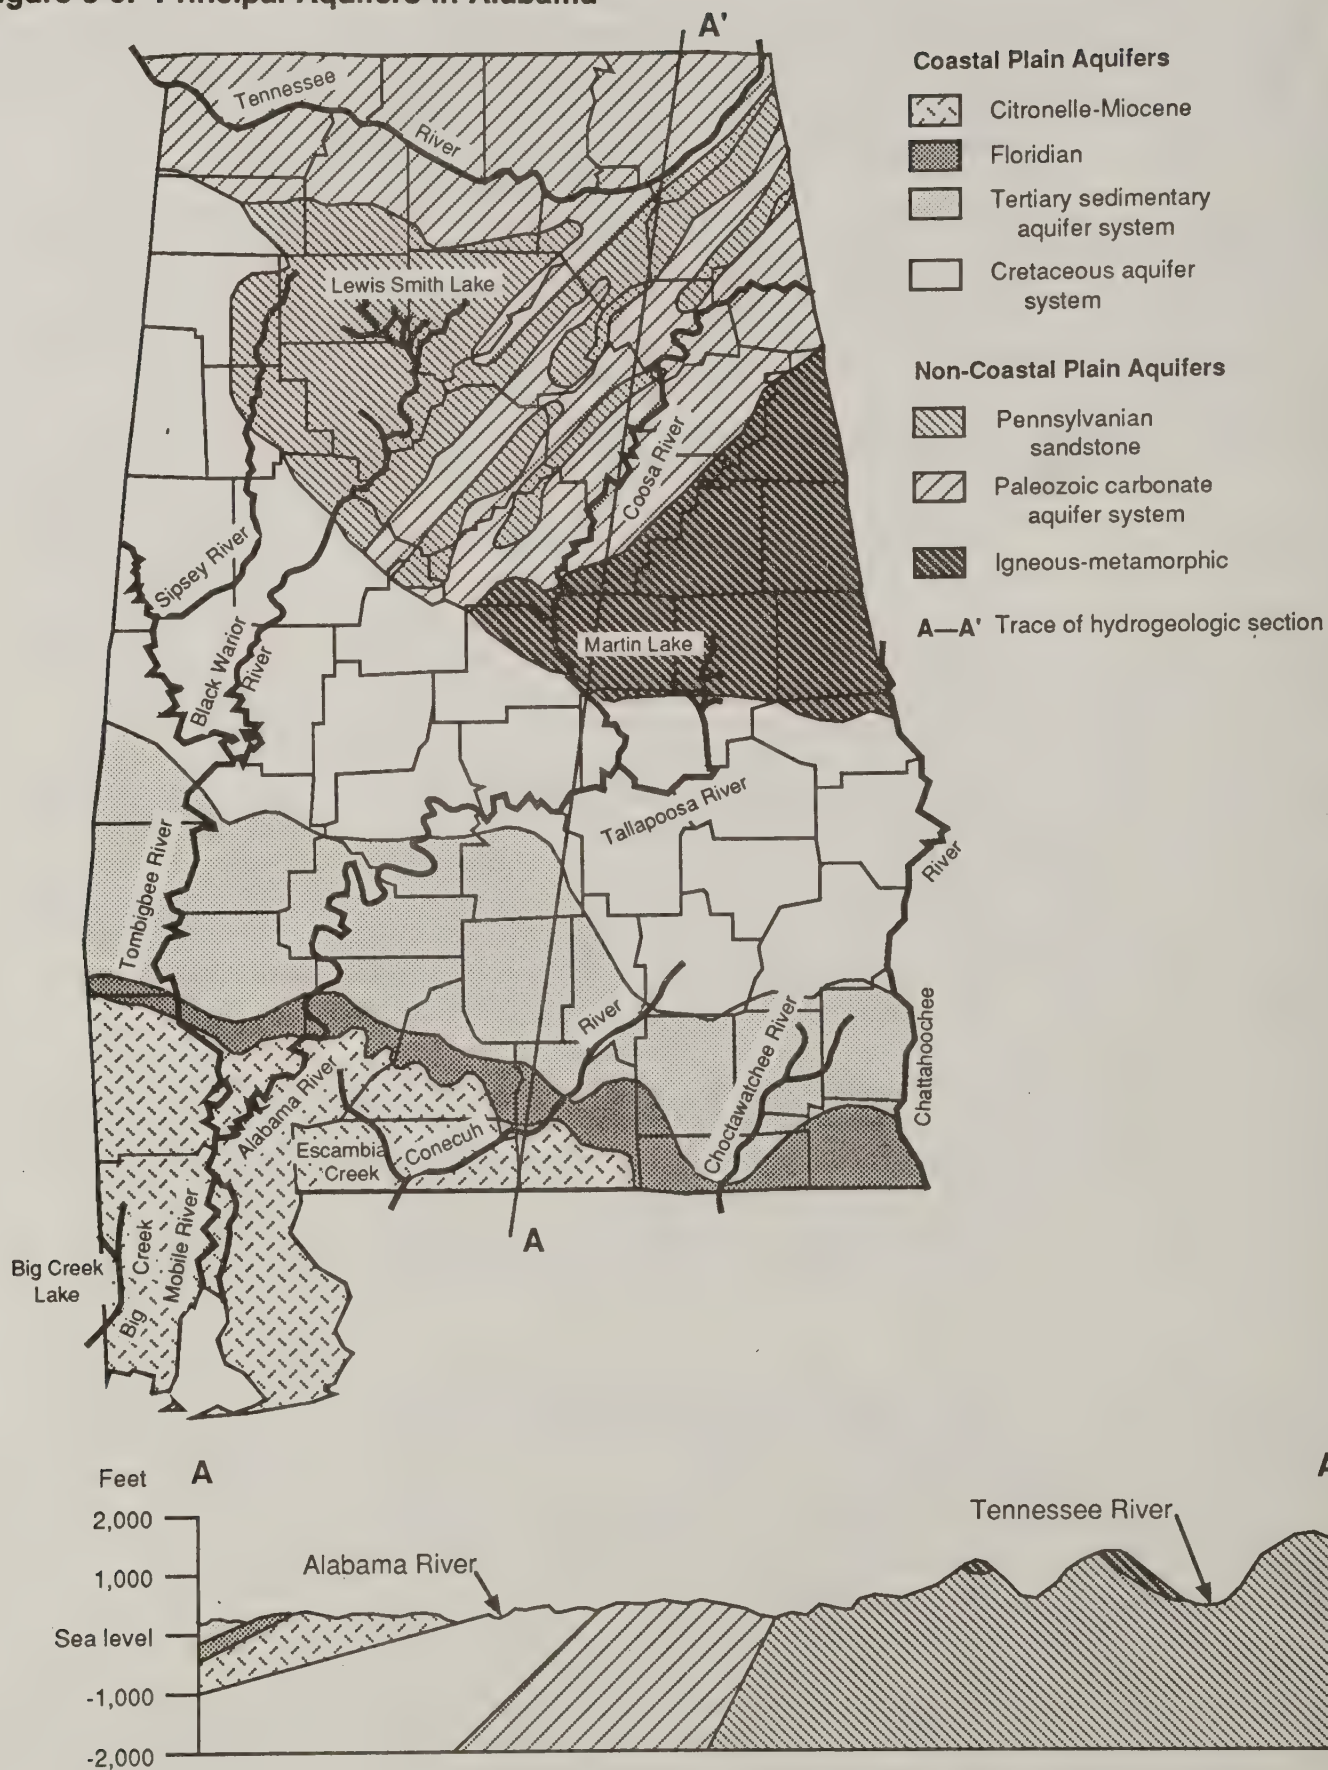 Principal Aquifers in Alabama
A'
Tennessee
River
Lewis Smith Lake
Coosa River
Sipsey River
Black Warior
River
Martin Lake
Tallapoosa River
River
Tombigbee River
River
Chattahoochee
Choctawatchee River
Alabama River
Escambia
Creek
Conecuh
Big Creek
Lake
Big
Creek
Mobile River
A
Coastal Plain Aquifers
Citronelle-Miocene
Floridian
Tertiary sedimentary
aquifer system
Cretaceous aquifer
system
Non-Coastal Plain Aquifers
Pennsylvanian
sandstone
Paleozoic carbonate
aquifer system
Igneous-metamorphic
A—A' Trace of hydrogeologic section
Feet
A
A
2,000
1,000
Sea level
-1,000
-2,000
Alabama River
Tennessee River